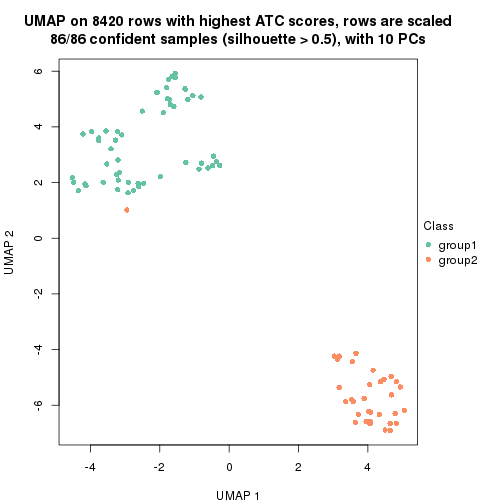 UMAP on 8420 rows with highest ATC scores, rows are scaled
86/86 confident samples (silhouette > 0.5), with 10 PCs
6
4
2
0
-2
-4
-6
UMAP 2
Class
group1
group2
-4
-2
0
2
4
UMAP 1